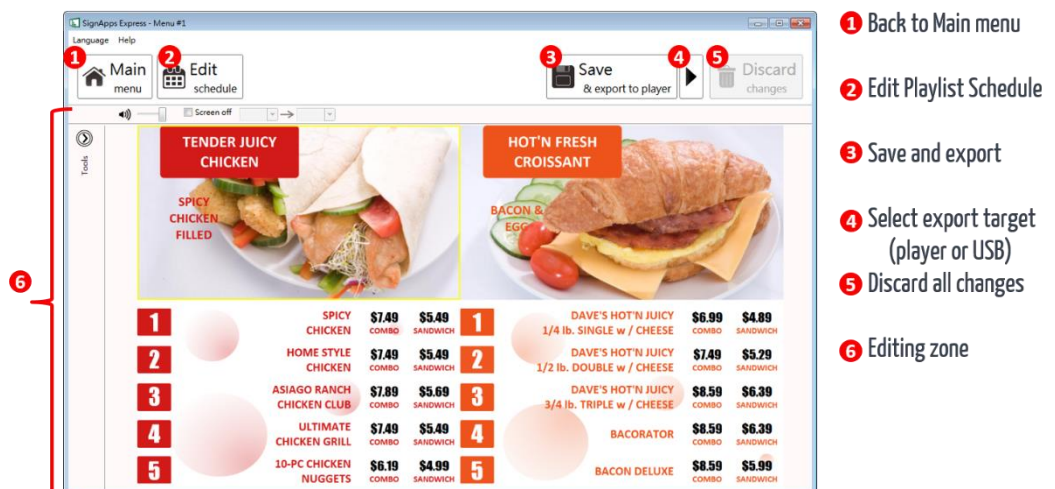 SignApps Express - Menu #1
Language Help
1 Main menu
2 Edit schedule
3 Save & export to player
4
5 Discard changes
Screen off
Tools
6
TENDER JUICY
CHICKEN
SPICY
CHICKEN
FILLED
HOT'N FRESH
CROISSANT
BACON &
EGG
1 SPICY CHICKEN $7.49 COMBO $5.49 SANDWICH
2 HOME STYLE CHICKEN $7.49 COMBO $5.49 SANDWICH
3 ASIAGO RANCH CHICKEN CLUB $7.89 COMBO $5.69 SANDWICH
4 ULTIMATE CHICKEN GRILL $7.49 COMBO $5.49 SANDWICH
5 10-PC CHICKEN NUGGETS $6.19 COMBO $4.99 SANDWICH
1 DAVE'S HOT'N JUICY 1/4 lb. SINGLE w / CHEESE $6.99 COMBO $4.89 SANDWICH
2 DAVE'S HOT'N JUICY 1/2 lb. DOUBLE w / CHEESE $7.49 COMBO $5.29 SANDWICH
3 DAVE'S HOT'N JUICY 3/4 lb. TRIPLE w / CHEESE $8.59 COMBO $6.39 SANDWICH
4 BACORATOR $8.59 COMBO $6.39 SANDWICH
5 BACON DELUXE $8.59 COMBO $5.99 SANDWICH
1 Back to Main menu
2 Edit Playlist Schedule
3 Save and export
4 Select export target
(player or USB)
5 Discard all changes
6 Editing zone